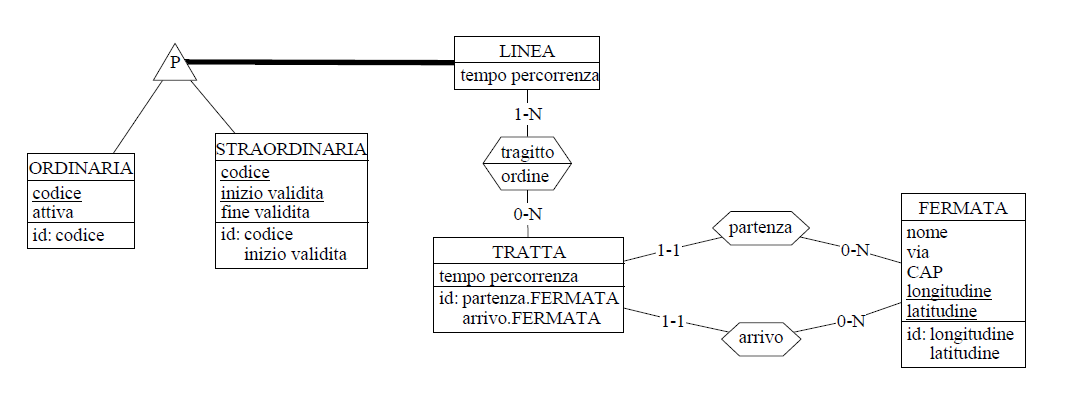 P
LINEA
tempo percorrenza
1-N
tragitto
ordine
0-N
ORDINARIA
codice
attiva
id: codice
STRAORDINARIA
codice
inizio validita
fine validita
id: codice
inizio validita
TRATTA
tempo percorrenza
id: partenza.FERMATA
arrivo.FERMATA
1-1
partenza
0-N
1-1
arrivo
0-N
FERMATA
nome
via
CAP
longitudine
latitudine
id: longitudine
latitudine